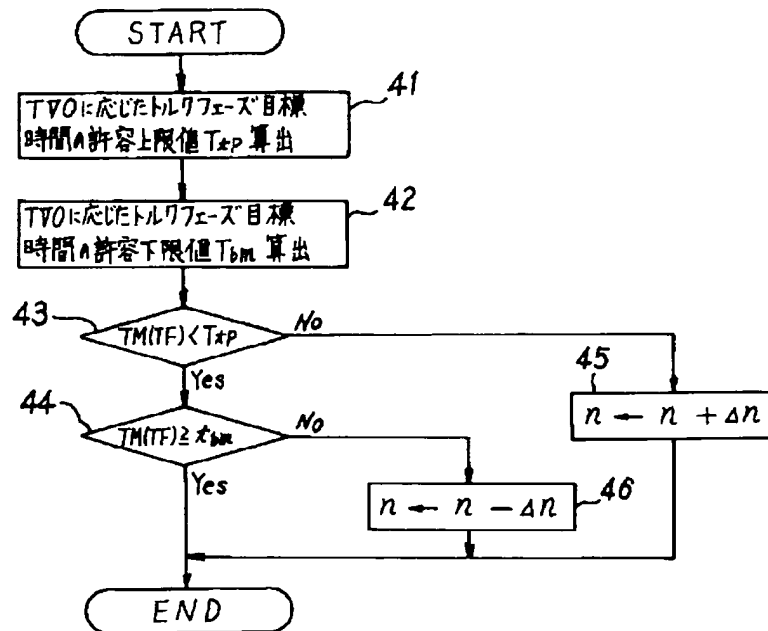 START
TVOに応じたトルクフェーズ目標
時間の許容上限値 Ttp 算出
41
TVOに応じたトルクフェーズ目標
時間の許容下限値 Tbm 算出
42
43
TM(TF)<Ttp
No
Yes
44
TM(TF)≧tbm
No
Yes
45
n ← n + Δn
46
n ← n - Δn
END